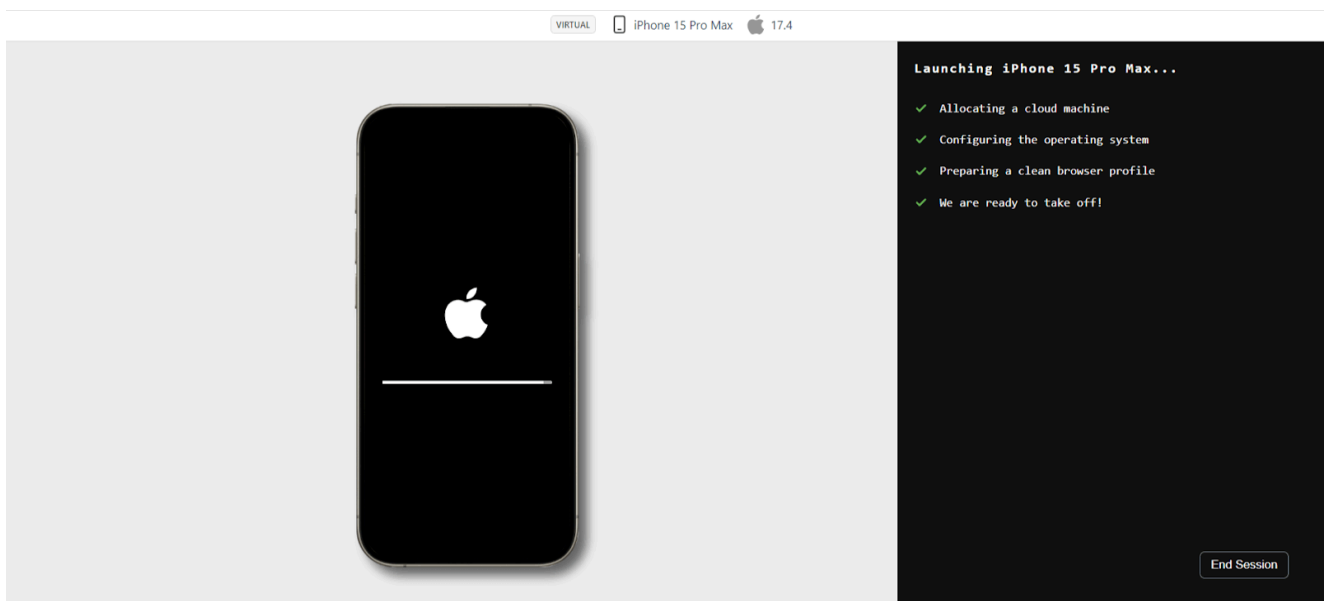 VIRTUAL iPhone 15 Pro Max 17.4
Launching iPhone 15 Pro Max...
Allocating a cloud machine
Configuring the operating system
Preparing a clean browser profile
We are ready to take off!
End Session